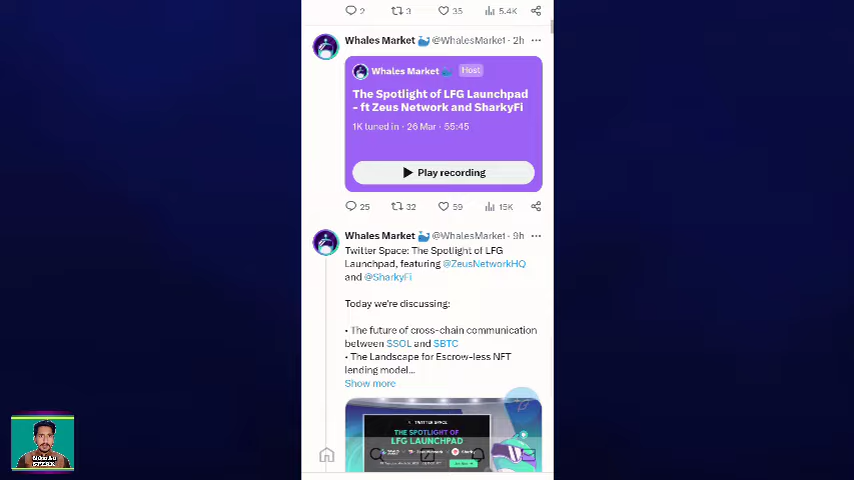 2 3 35 5.4K
Whales Market @WhalesMarket · 2h ···
Whales Market Host
The Spotlight of LFG Launchpad
- ft Zeus Network and SharkyFi
1K tuned in · 26 Mar · 55:45
Play recording
25 32 59 15K
Whales Market @WhalesMarket · 9h ···
Twitter Space: The Spotlight of LFG
Launchpad, featuring @ZeusNetworkHQ
and @SharkyFi
Today we're discussing:
• The future of cross-chain communication
between $SOL and $BTC
• The Landscape for Escrow-less NFT
lending model...
Show more
TWITTER SPACE
THE SPOTLIGHT OF
LFG LAUNCHPAD